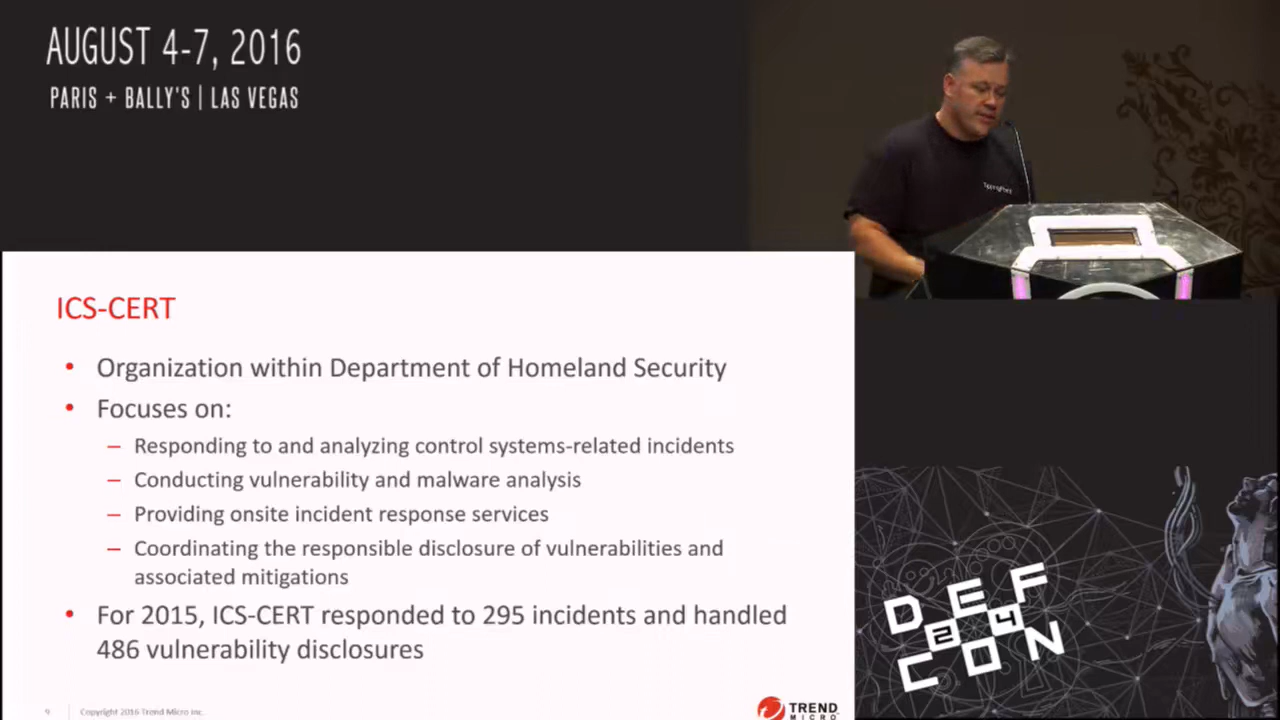 AUGUST 4-7, 2016
PARIS + BALLY'S | LAS VEGAS
TippingPoint
ICS-CERT
• Organization within Department of Homeland Security
• Focuses on:
– Responding to and analyzing control systems-related incidents
– Conducting vulnerability and malware analysis
– Providing onsite incident response services
– Coordinating the responsible disclosure of vulnerabilities and
associated mitigations
• For 2015, ICS-CERT responded to 295 incidents and handled
486 vulnerability disclosures
9 Copyright 2016 Trend Micro Inc.
TREND
MICRO
DEF
24
CON